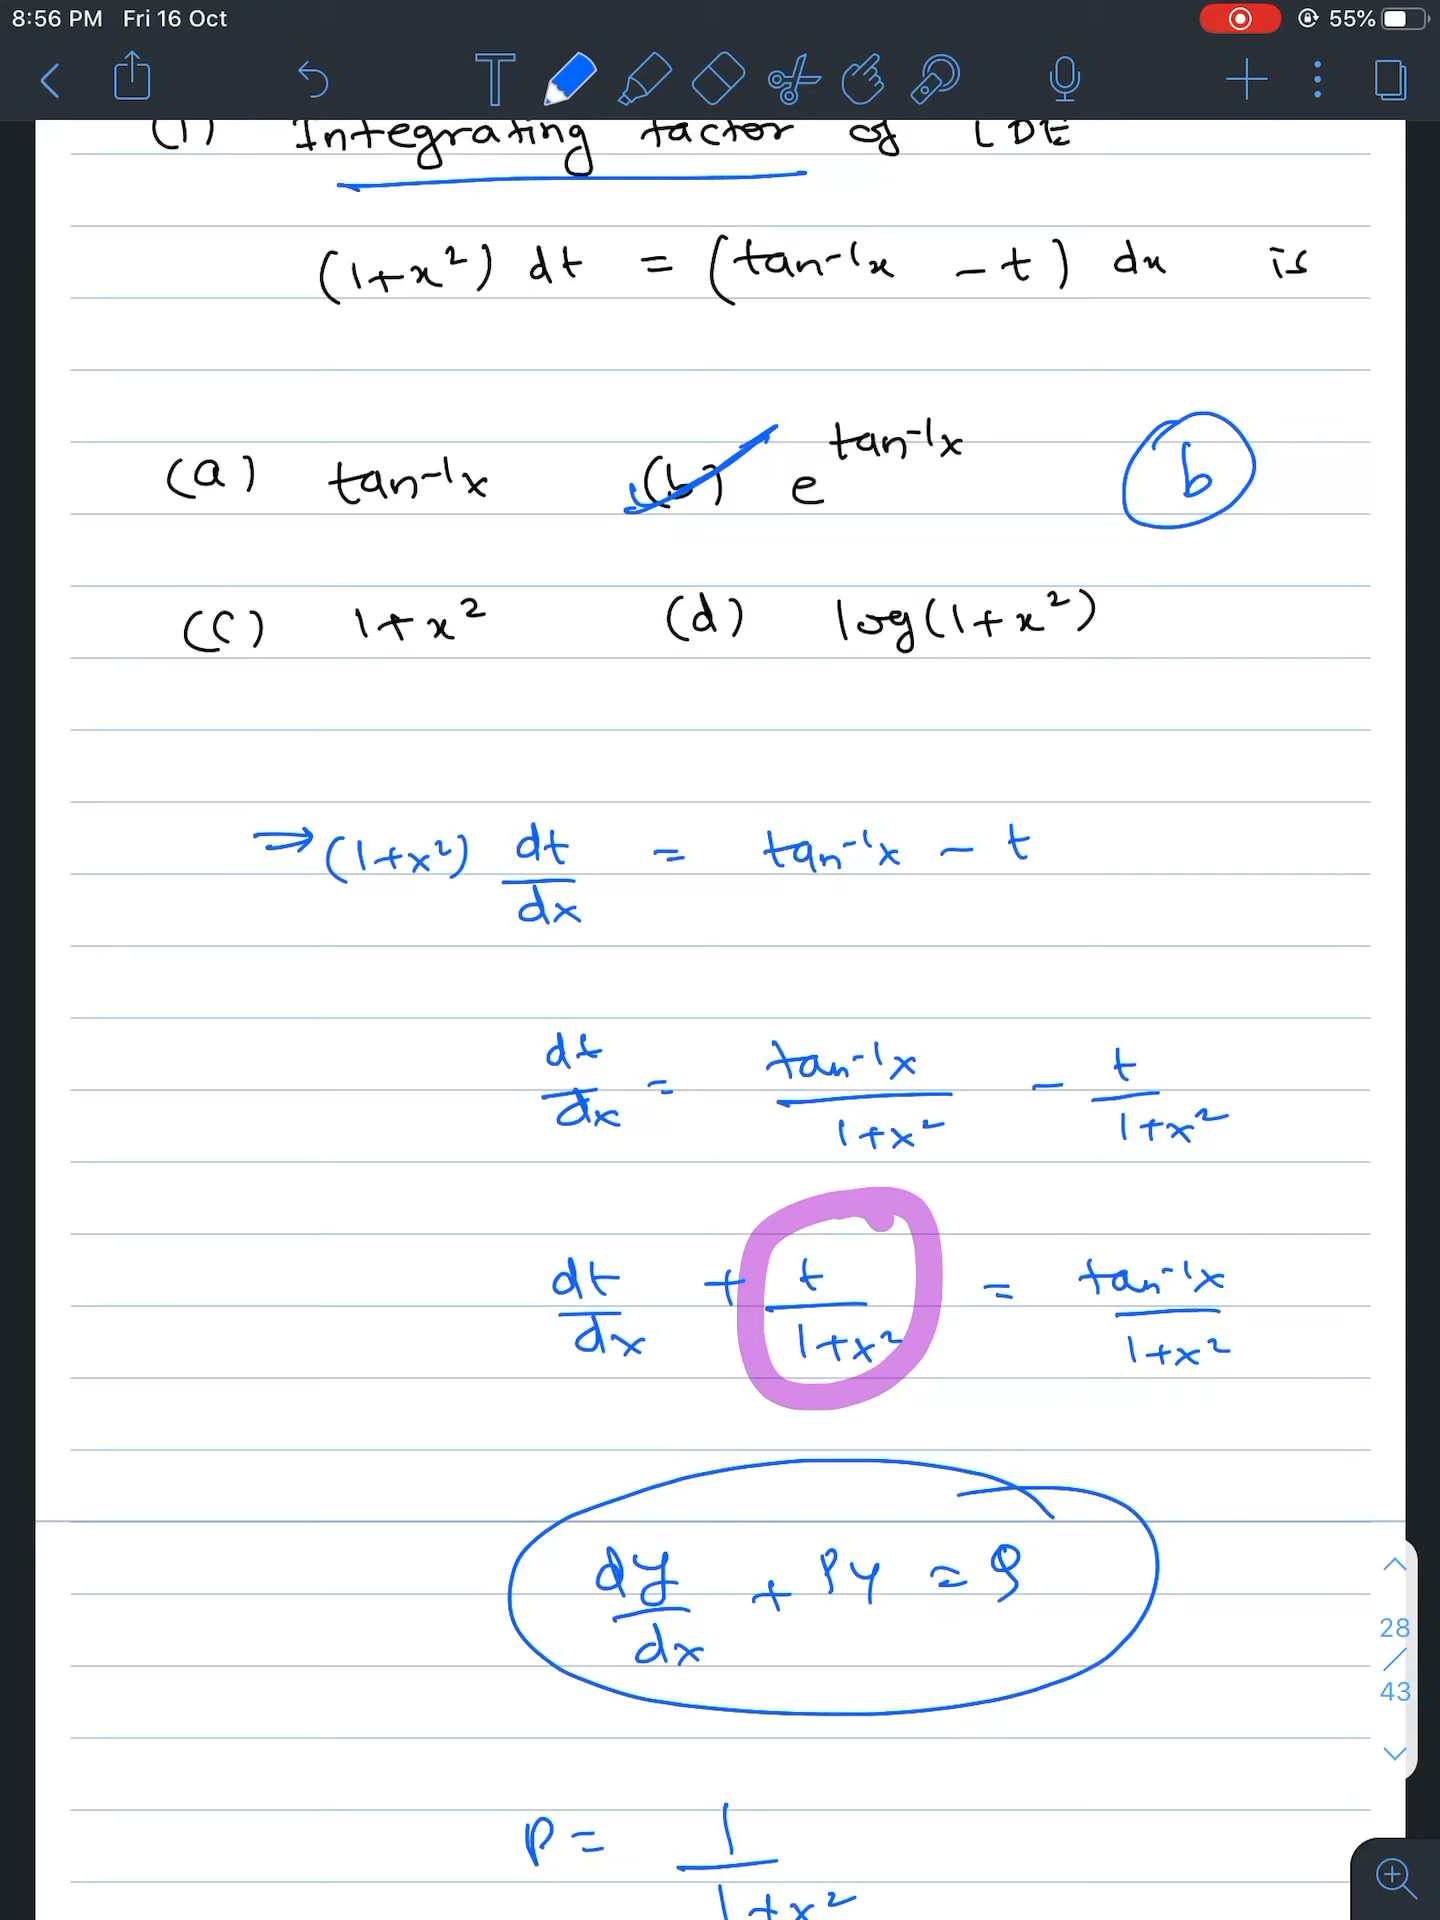 8:56 PM Fri 16 Oct 55%
(1) Integrating factor of LDE
(1+x²) dt = (tan⁻¹x − t) dx is
(a) tan⁻¹x (b) e^tan⁻¹x b
(c) 1+x² (d) log(1+x²)
⇒ (1+x²) dt/dx = tan⁻¹x − t
dt/dx = tan⁻¹x/1+x² − t/1+x²
dt/dx + t/1+x² = tan⁻¹x/1+x²
dy/dx + Py = Q
28/43
P = 1/1+x²